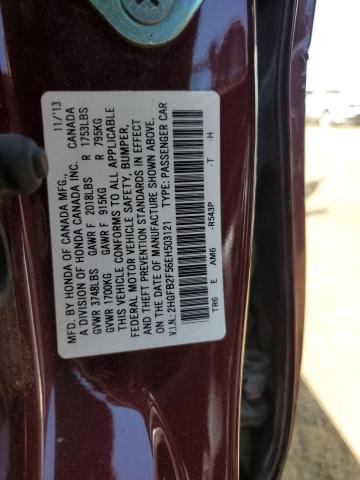 MFD. BY HONDA OF CANADA MFG., CANADA 11/13
A DIVISION OF HONDA CANADA INC.
GVWR 3748LBS GAWR F 2018LBS R 1753LBS
GVWR 1700KG GAWR F 915KG R 795KG
THIS VEHICLE CONFORMS TO ALL APPLICABLE
FEDERAL MOTOR VEHICLE SAFETY, BUMPER,
AND THEFT PREVENTION STANDARDS IN EFFECT
ON THE DATE OF MANUFACTURE SHOWN ABOVE.
V.I.N.: 2HGFB2F56EH503121 TYPE: PASSENGER CAR
TR6 E AM6 -R543P -T -H